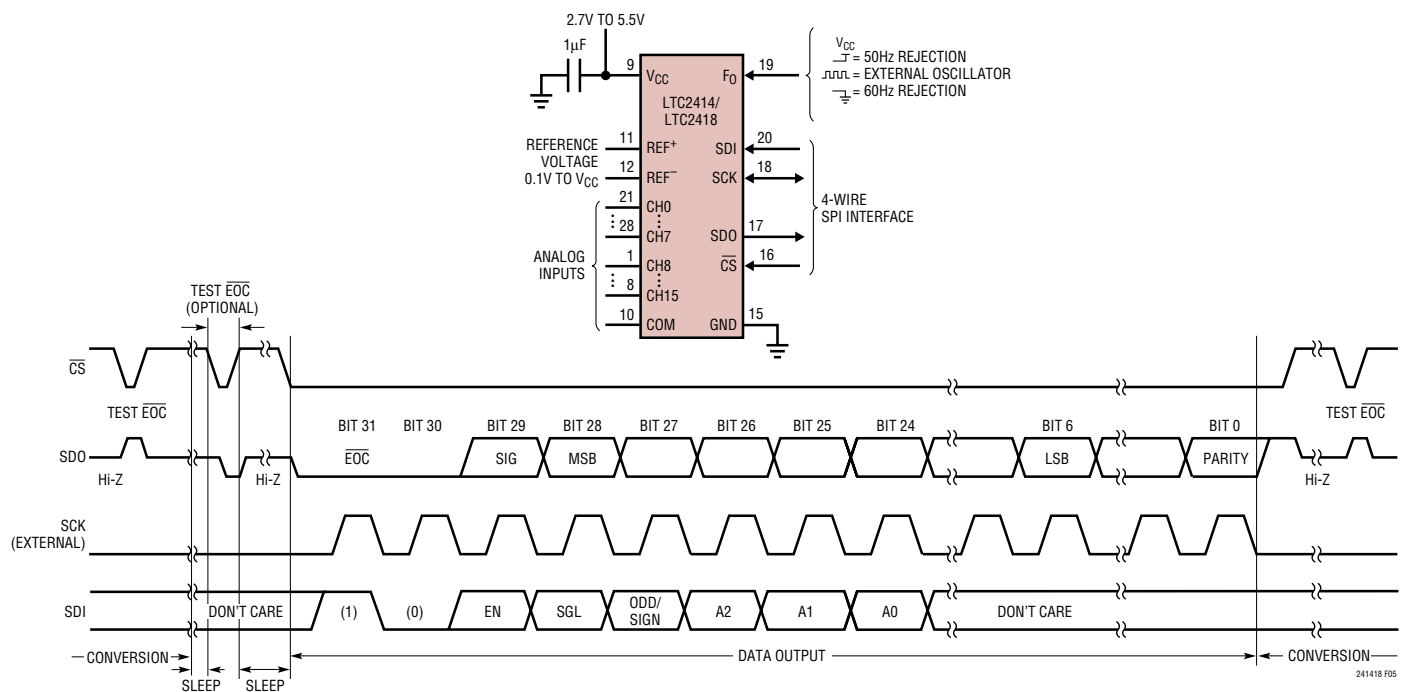 2.7V TO 5.5V
1µF
9
VCC
FO
19
VCC
= 50Hz REJECTION
= EXTERNAL OSCILLATOR
= 60Hz REJECTION
LTC2414/
LTC2418
REFERENCE
VOLTAGE
0.1V TO VCC
11
REF+
12
REF−
SDI
20
SCK
18
SDO
17
CS
16
4-WIRE
SPI INTERFACE
ANALOG
INPUTS
21
CH0
28
CH7
1
CH8
8
CH15
10
COM
GND
15
TEST EOC
(OPTIONAL)
CS
TEST EOC
TEST EOC
BIT 31
BIT 30
BIT 29
BIT 28
BIT 27
BIT 26
BIT 25
BIT 24
BIT 6
BIT 0
SDO
EOC
SIG
MSB
LSB
PARITY
Hi-Z
Hi-Z
Hi-Z
SCK
(EXTERNAL)
SDI
DON'T CARE
(1)
(0)
EN
SGL
ODD/
SIGN
A2
A1
A0
DON'T CARE
CONVERSION
SLEEP
SLEEP
DATA OUTPUT
CONVERSION
241418 F05